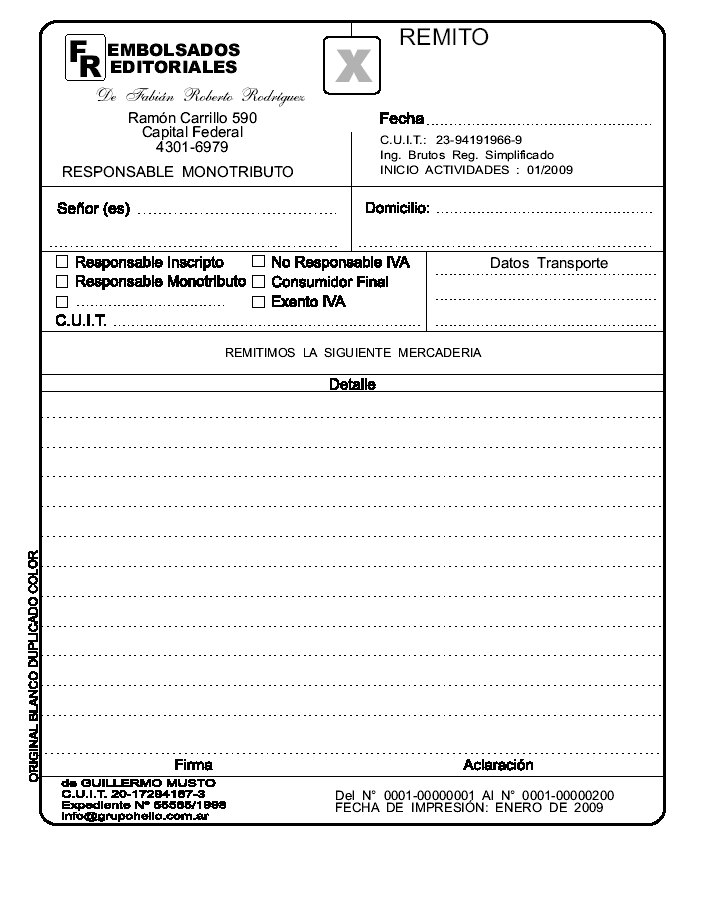 REMITO
FR EMBOLSADOS
EDITORIALES
X
De Fabián Roberto Rodríguez
Ramón Carrillo 590
Capital Federal
4301-6979
RESPONSABLE MONOTRIBUTO
Fecha
C.U.I.T.: 23-94191966-9
Ing. Brutos Reg. Simplificado
INICIO ACTIVIDADES : 01/2009
Señor (es)
Domicilio:
Responsable Inscripto
No Responsable IVA
Responsable Monotributo
Consumidor Final
Exento IVA
C.U.I.T.
Datos Transporte
REMITIMOS LA SIGUIENTE MERCADERIA
Detalle
ORIGINAL BLANCO DUPLICADO COLOR
Firma
Aclaración
de GUILLERMO MUSTO
C.U.I.T. 20-17294167-3
Expediente Nº
info@grupohello.com.ar
Del N° 0001-00000001 Al N° 0001-00000200
FECHA DE IMPRESIÓN: ENERO DE 2009